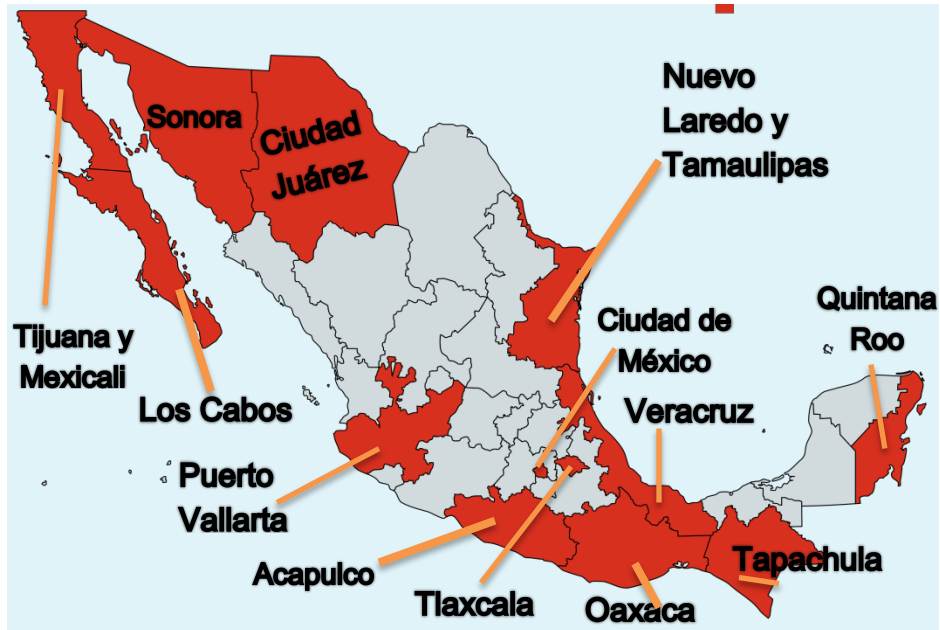 Nuevo
Laredo y
Tamaulipas
Sonora
Ciudad
Juárez
Quintana
Roo
Ciudad de
México
Tijuana y
Mexicali
Los Cabos
Veracruz
Puerto
Vallarta
Acapulco
Tlaxcala
Oaxaca
Tapachula